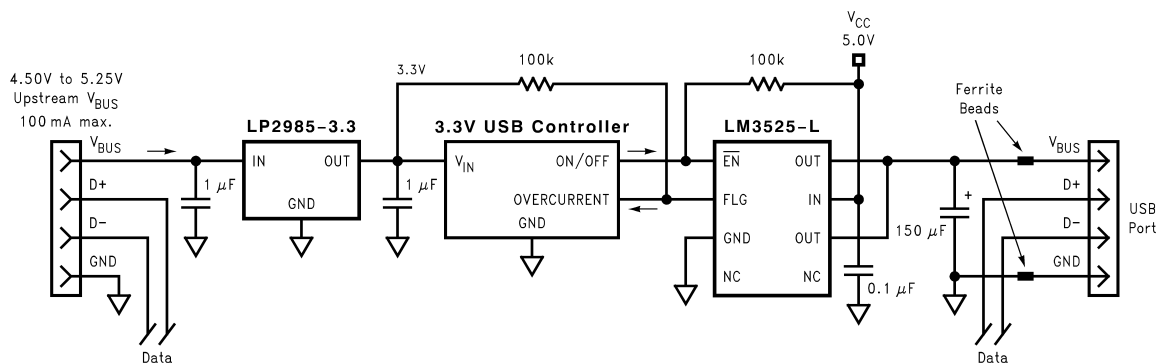 V_CC
5.0V
4.50V to 5.25V
Upstream V_BUS
100 mA max.
3.3V
100k
100k
Ferrite
Beads
LP2985-3.3
3.3V USB Controller
LM3525-L
V_BUS
IN
OUT
GND
1 μF
1 μF
V_IN
ON/OFF
OVERCURRENT
GND
E̅N̅
FLG
GND
NC
OUT
IN
OUT
NC
0.1 μF
150 μF
+
D+
D-
GND
Data
V_BUS
D+
D-
GND
USB
Port
Data